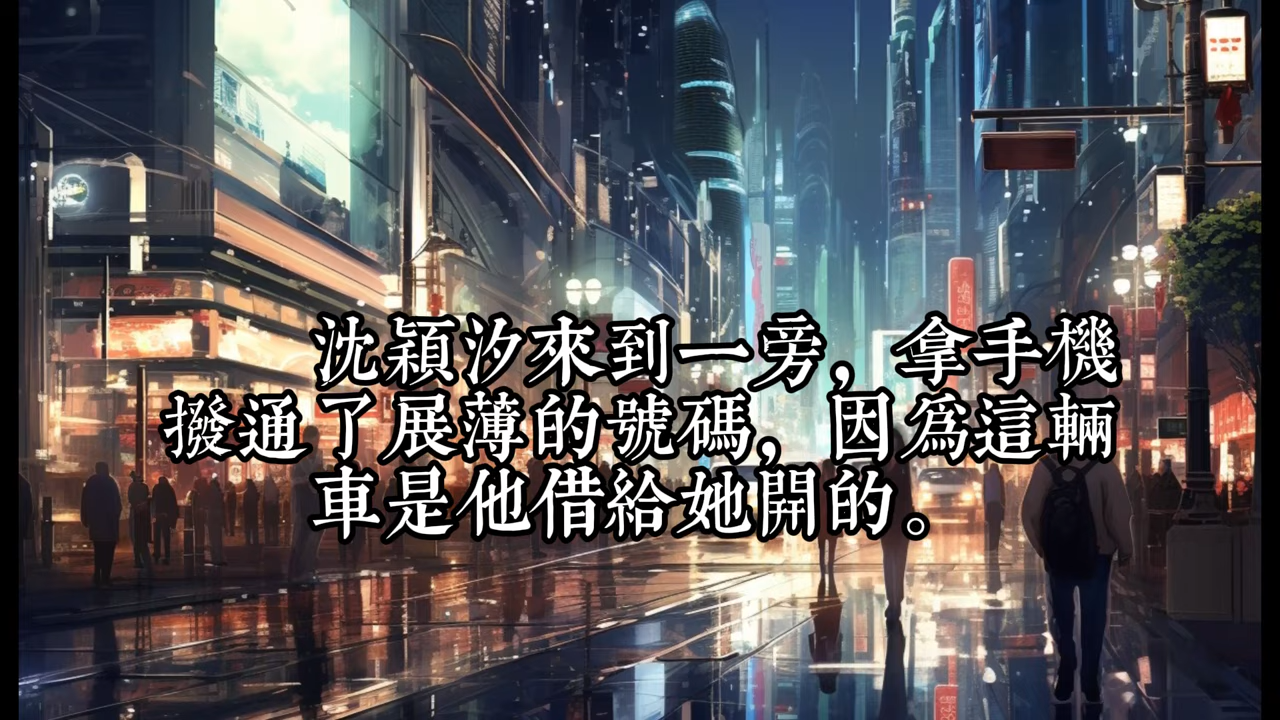 沈穎汐來到一旁，拿手機
撥通了展薄的號碼，因爲這輛
車是他借給她開的。